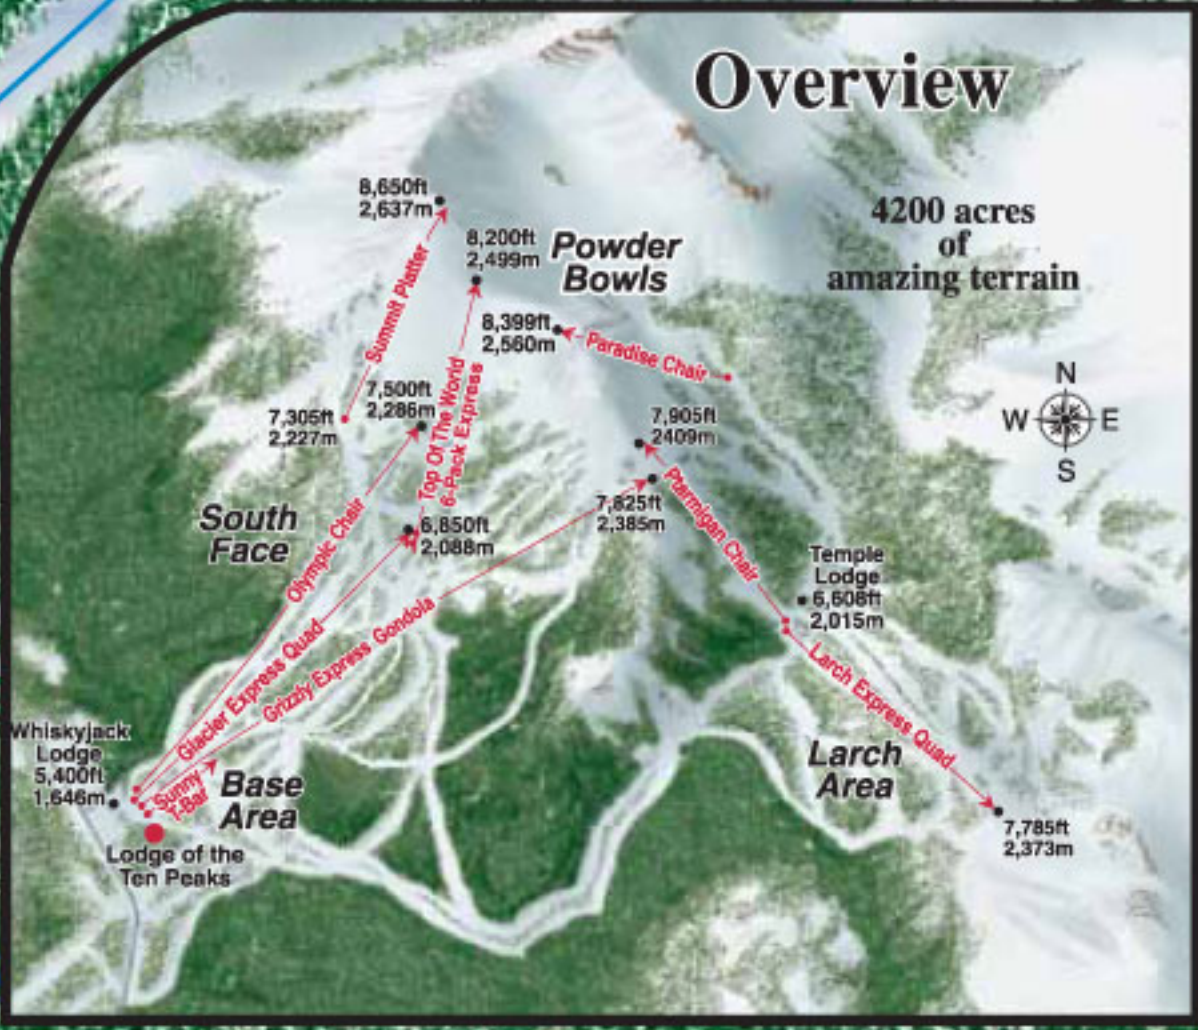 Overview
4200 acres
of
amazing terrain
8,650ft
2,637m
8,200ft
2,499m
Powder
Bowls
Summit Platter
8,399ft
2,560m
Paradise Chair
7,305ft
2,227m
7,500ft
2,286m
Top Of The World
6-Pack Express
7,905ft
2409m
N
W
E
S
South
Face
Olympic Chair
6,850ft
2,088m
7,825ft
2,385m
Ptarmigan Chair
Temple
Lodge
6,608ft
2,015m
Glacier Express Quad
Grizzly Express Gondola
Larch Express Quad
Whiskyjack
Lodge
5,400ft
1,646m
Sunny
T-Bar
Base
Area
Larch
Area
Lodge of the
Ten Peaks
7,785ft
2,373m